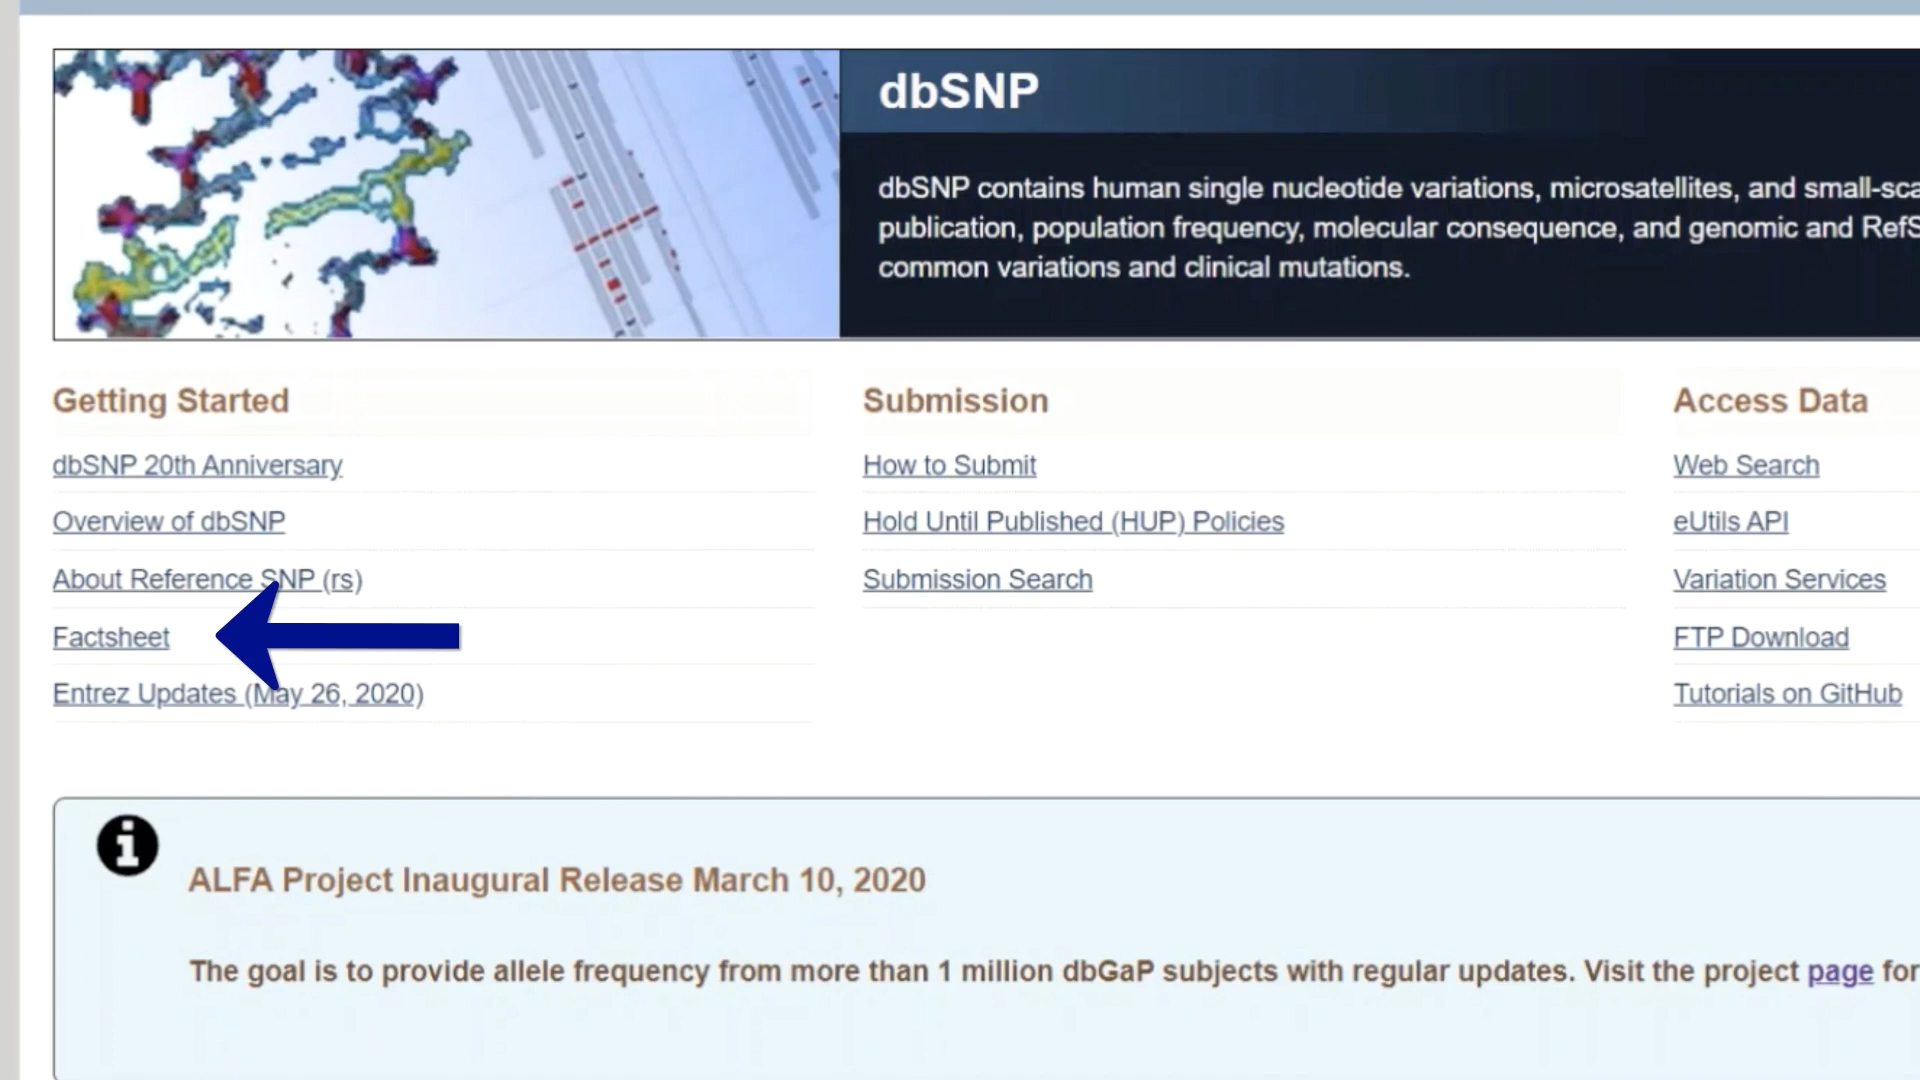 dbSNP
dbSNP contains human single nucleotide variations, microsatellites, and small-sca
publication, population frequency, molecular consequence, and genomic and RefS
common variations and clinical mutations.
Getting Started
dbSNP 20th Anniversary
Overview of dbSNP
About Reference SNP (rs)
Factsheet
Entrez Updates (May 26, 2020)
Submission
How to Submit
Hold Until Published (HUP) Policies
Submission Search
Access Data
Web Search
eUtils API
Variation Services
FTP Download
Tutorials on GitHub
ALFA Project Inaugural Release March 10, 2020
The goal is to provide allele frequency from more than 1 million dbGaP subjects with regular updates. Visit the project page for